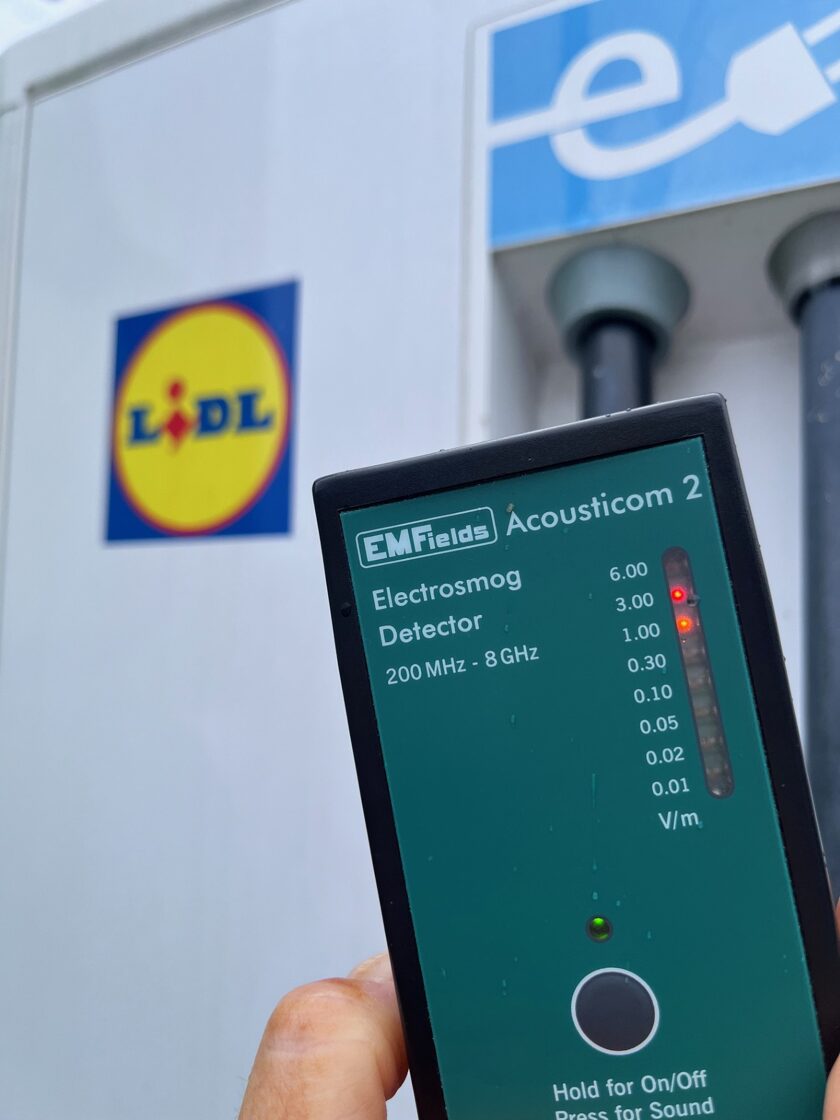 e
LIDL
EMFields Acousticom 2
Electrosmog
Detector
200 MHz - 8 GHz
6.00
3.00
1.00
0.30
0.10
0.05
0.02
0.01
V/m
Hold for On/Off
Press for Sound